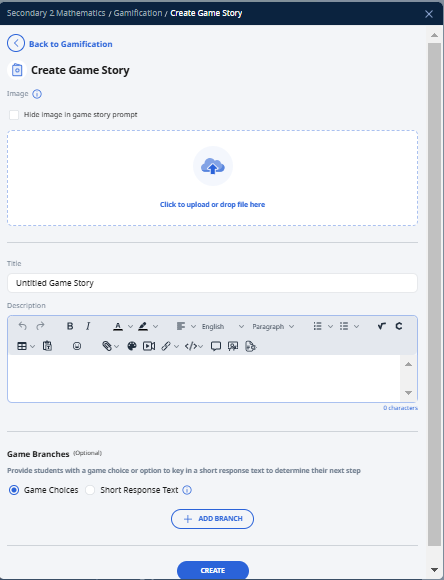 Secondary 2 Mathematics / Gamification / Create Game Story
Back to Gamification
Create Game Story
Image
Hide image in game story prompt
Click to upload or drop file here
Title
Untitled Game Story
Description
B I A English Paragraph
0 characters
Game Branches (Optional)
Provide students with a game choice or option to key in a short response text to determine their next step
Game Choices Short Response Text
ADD BRANCH
CREATE